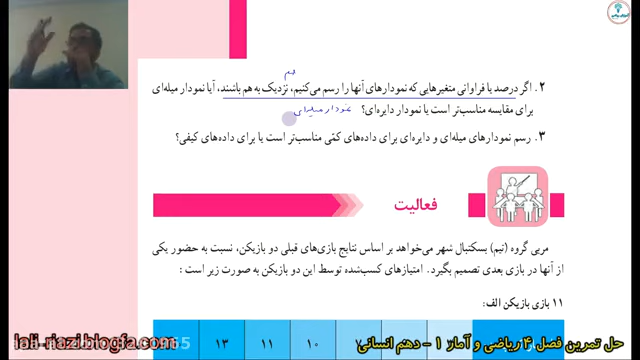 ۲. اگر درصد یا فراوانی متغیرهایی که نمودارهای آنها را رسم می‌کنیم، نزدیک به هم باشند، آیا نمودار میله‌ای
برای مقایسه مناسب‌تر است یا نمودار دایره‌ای؟ نمودار میله‌ای
۳. رسم نمودارهای میله‌ای و دایره‌ای برای داده‌های کمّی مناسب‌تر است یا برای داده‌های کیفی؟
فعالیت
مربی گروه (تیم) بسکتبال شهر می‌خواهد بر اساس نتایج بازی‌های قبلی دو بازیکن، نسبت به حضور یکی
از آنها در بازی بعدی تصمیم بگیرد. امتیازهای کسب‌شده توسط این دو بازیکن به صورت زیر است :
۱۱ بازی بازیکن الف:
۱۰ ۱۱ ۱۳
حل تمرین فصل ۴ ریاضی و آمار ۱ - دهم انسانی
lali-riazi.blogfa.com